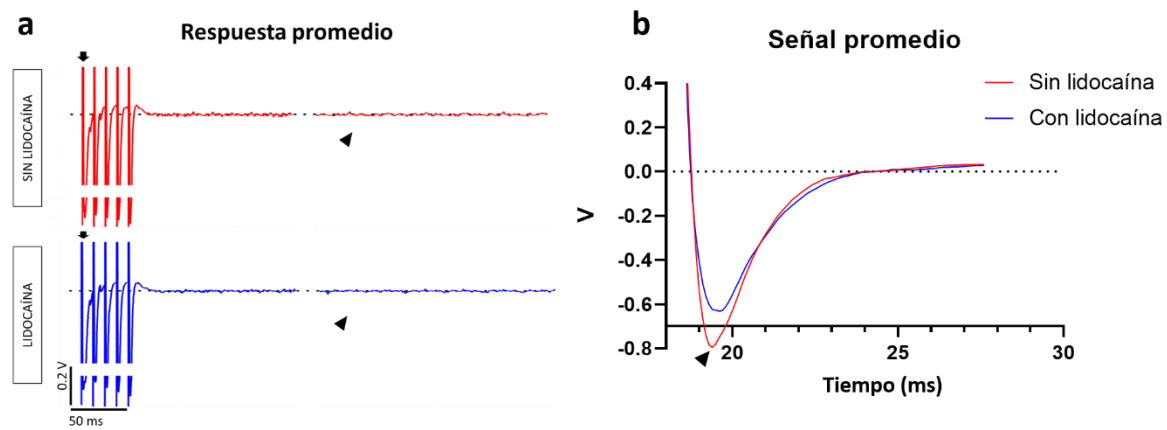 a
Respuesta promedio
SIN LIDOCAÍNA
LIDOCAÍNA
0.2 V
50 ms
b
Señal promedio
Sin lidocaína
Con lidocaína
0.4
0.2
0.0
-0.2
-0.4
-0.6
-0.8
V
20
25
30
Tiempo (ms)